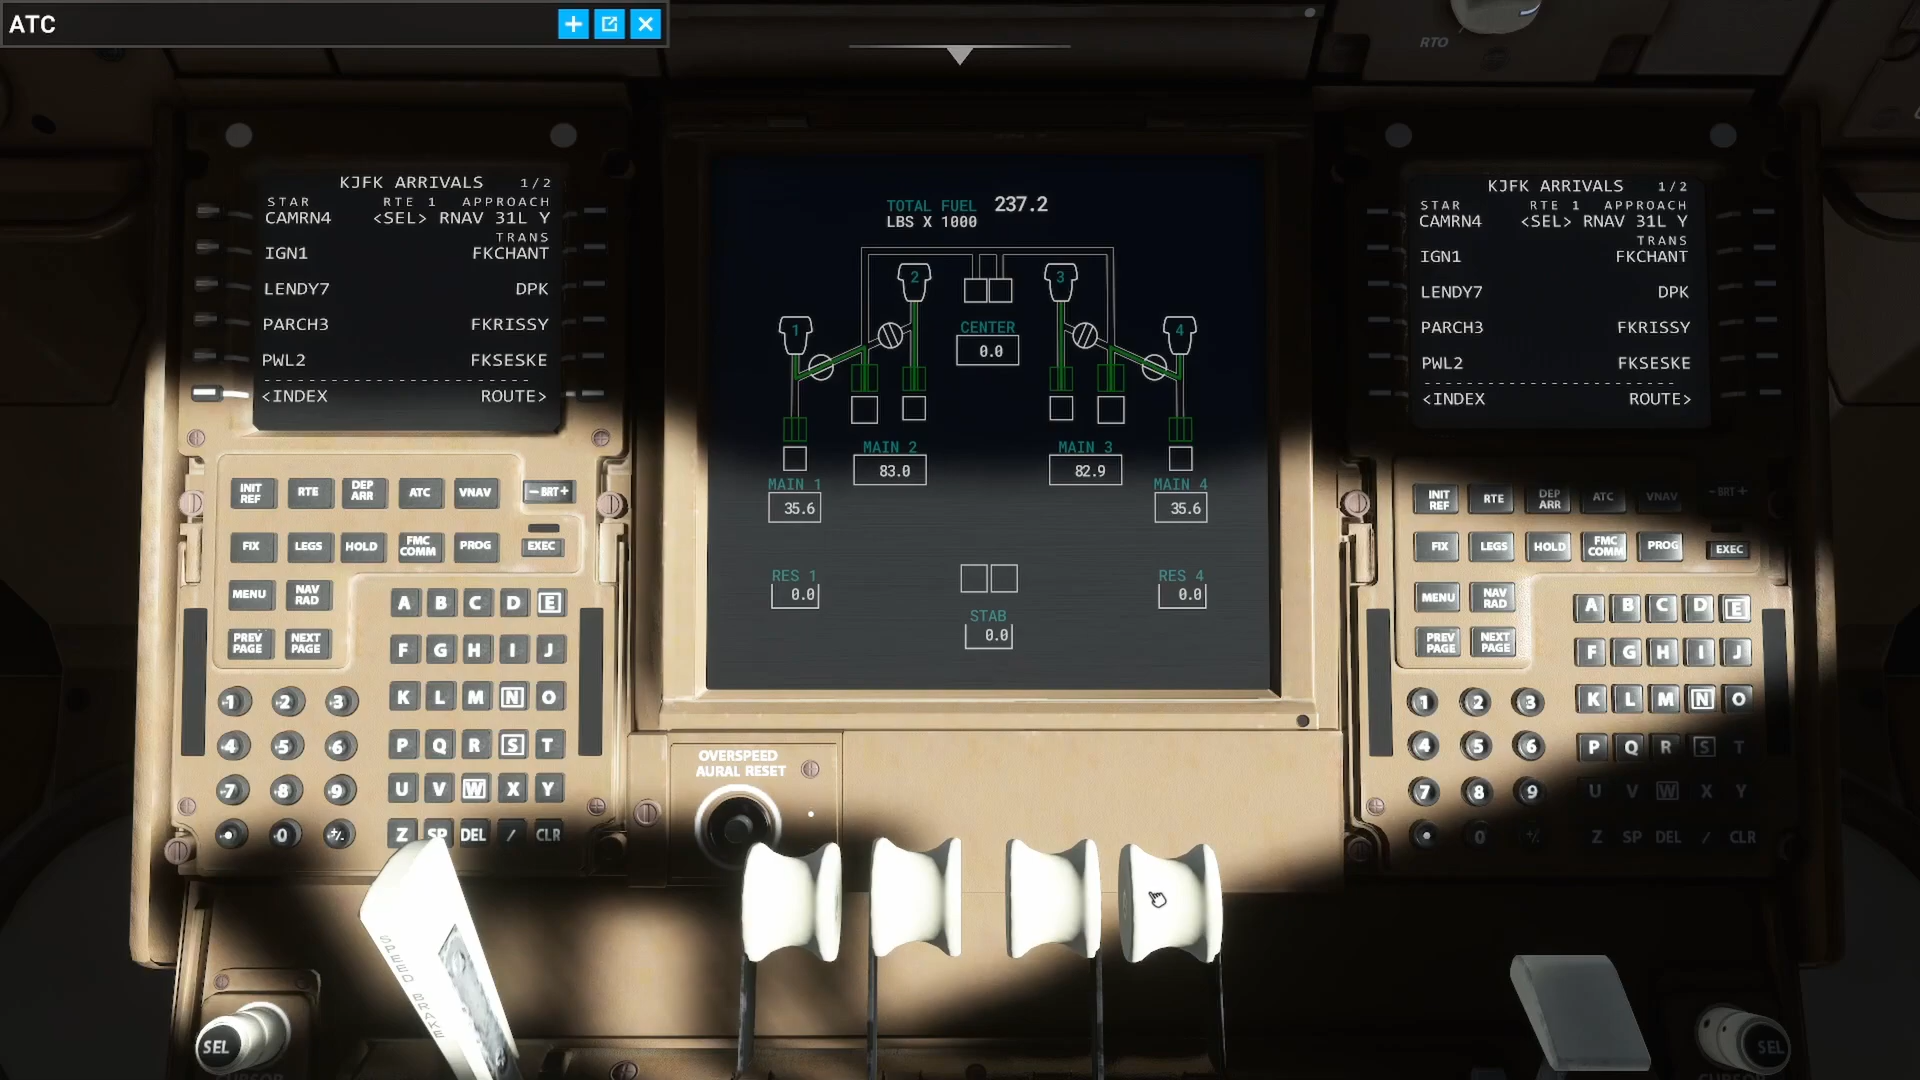 ATC
RTO
KJFK ARRIVALS 1/2
STAR RTE 1 APPROACH
CAMRN4 <SEL> RNAV 31L Y
TRANS
IGN1 FKCHANT
LENDY7 DPK
PARCH3 FKRISSY
PWL2 FKSESKE
<INDEX ROUTE>
TOTAL FUEL 237.2
LBS X 1000
2 3
1 4
CENTER
0.0
MAIN 2 MAIN 3
83.0 82.9
MAIN 1 MAIN 4
35.6 35.6
RES 1 RES 4
0.0 0.0
STAB
0.0
KJFK ARRIVALS 1/2
STAR RTE 1 APPROACH
CAMRN4 <SEL> RNAV 31L Y
TRANS
IGN1 FKCHANT
LENDY7 DPK
PARCH3 FKRISSY
PWL2 FKSESKE
<INDEX ROUTE>
INIT REF RTE DEP ARR ATC VNAV - BRT +
FIX LEGS HOLD FMC COMM PROG EXEC
MENU NAV RAD
PREV PAGE NEXT PAGE
A B C D E
F G H I J
K L M N O
P Q R S T
U V W X Y
Z SP DEL / CLR
1 2 3
4 5 6
7 8 9
. 0 +/-
OVERSPEED
AURAL RESET
INIT REF RTE DEP ARR ATC VNAV - BRT +
FIX LEGS HOLD FMC COMM PROG EXEC
MENU NAV RAD
PREV PAGE NEXT PAGE
A B C D E
F G H I J
K L M N O
P Q R S T
U V W X Y
Z SP DEL / CLR
1 2 3
4 5 6
7 8 9
. 0 +/-
SPEED BRAKE
SEL
CURSOR
SEL
CURSOR